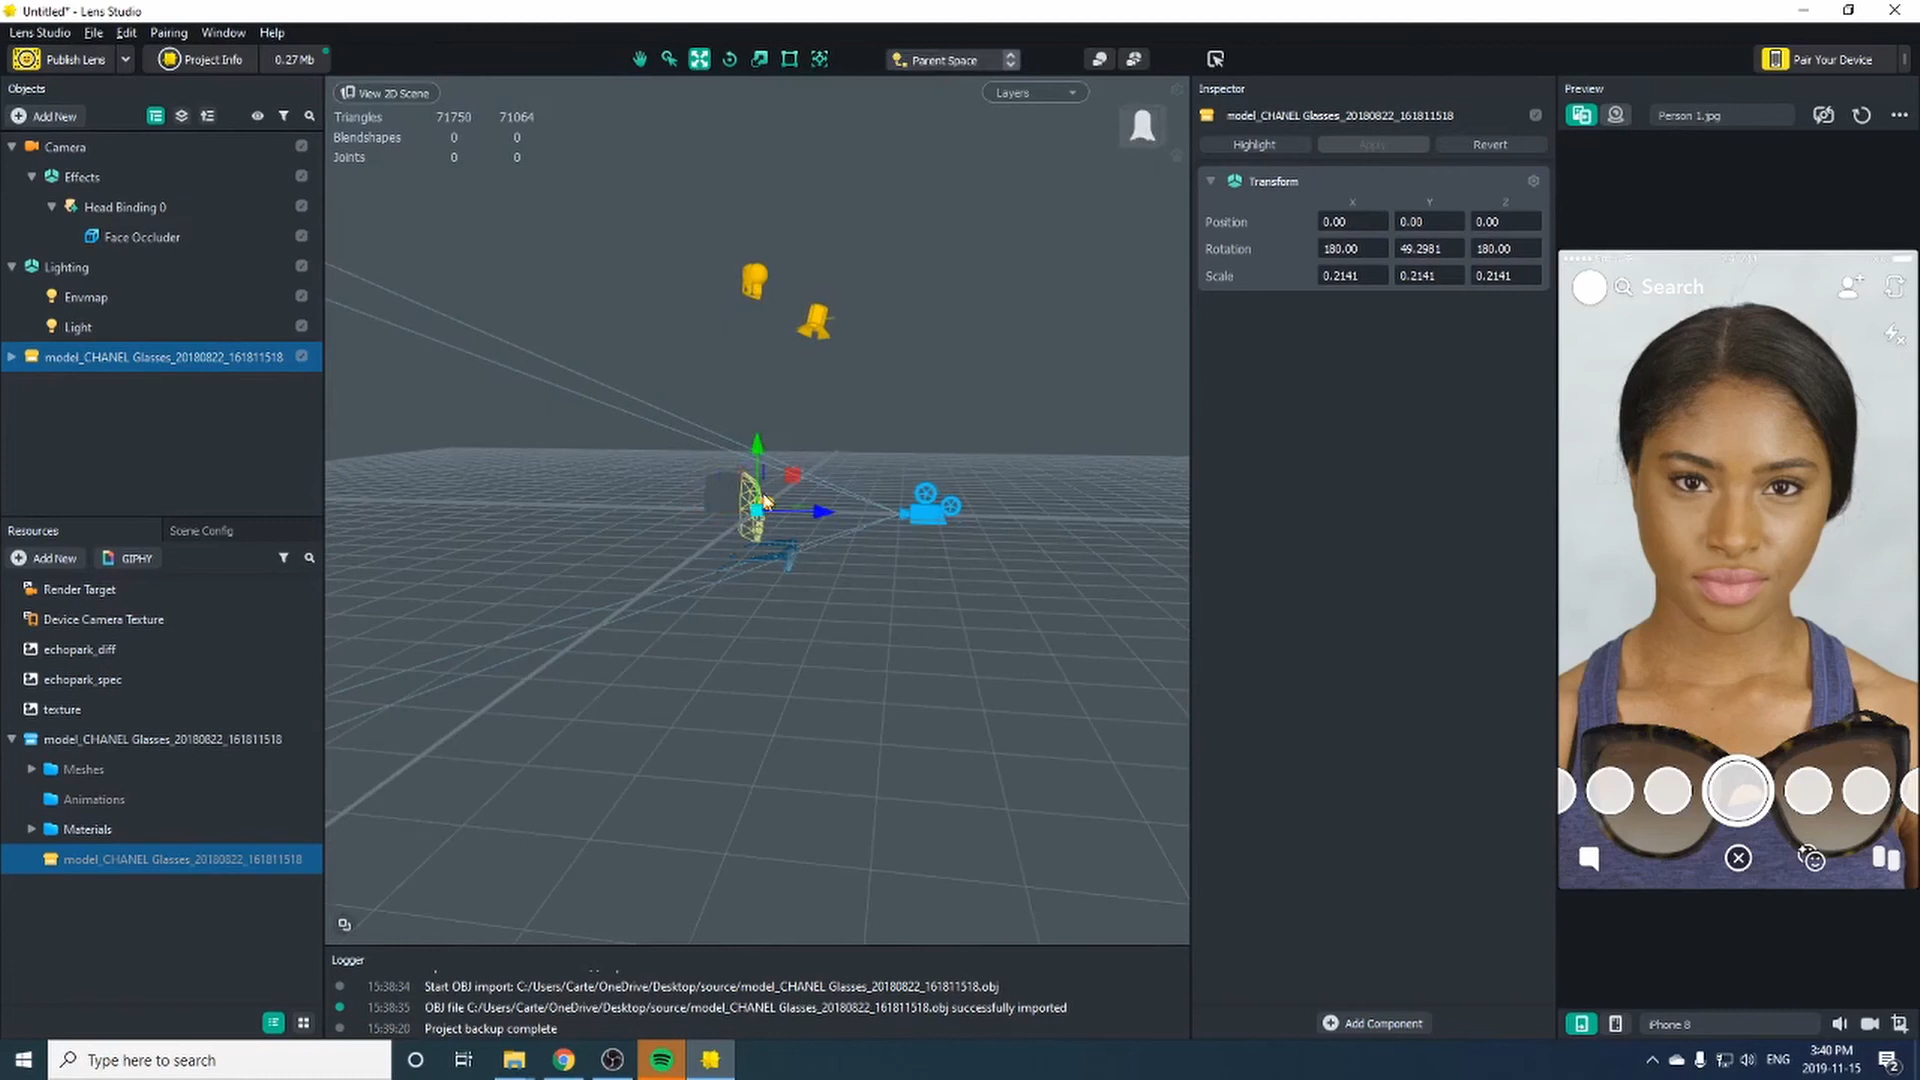 Untitled* - Lens Studio
Lens Studio File Edit Pairing Window Help
Publish Lens Project Info 0.27 Mb Parent Space Pair Your Device
Objects
Add New
Camera
Effects
Head Binding 0
Face Occluder
Lighting
Envmap
Light
model_CHANEL Glasses_20180822_161811518
Resources Scene Config
Add New GIPHY
Render Target
Device Camera Texture
echopark_diff
echopark_spec
texture
model_CHANEL Glasses_20180822_161811518
Meshes
Animations
Materials
model_CHANEL Glasses_20180822_161811518
View 2D Scene Layers
Triangles 71750 71064
Blendshapes 0 0
Joints 0 0
Logger
15:38:34 Start OBJ import: C:/Users/Carte/OneDrive/Desktop/source/model_CHANEL Glasses_20180822_161811518.obj
15:38:35 OBJ file C:/Users/Carte/OneDrive/Desktop/source/model_CHANEL Glasses_20180822_161811518.obj successfully imported
15:39:20 Project backup complete
Inspector
model_CHANEL Glasses_20180822_161811518
Highlight Apply Revert
Transform
X Y Z
Position 0.00 0.00 0.00
Rotation 180.00 49.2981 180.00
Scale 0.2141 0.2141 0.2141
Add Component
Preview
Person 1.jpg
Search
iPhone 8
Type here to search
ENG
3:40 PM
2019-11-15
2